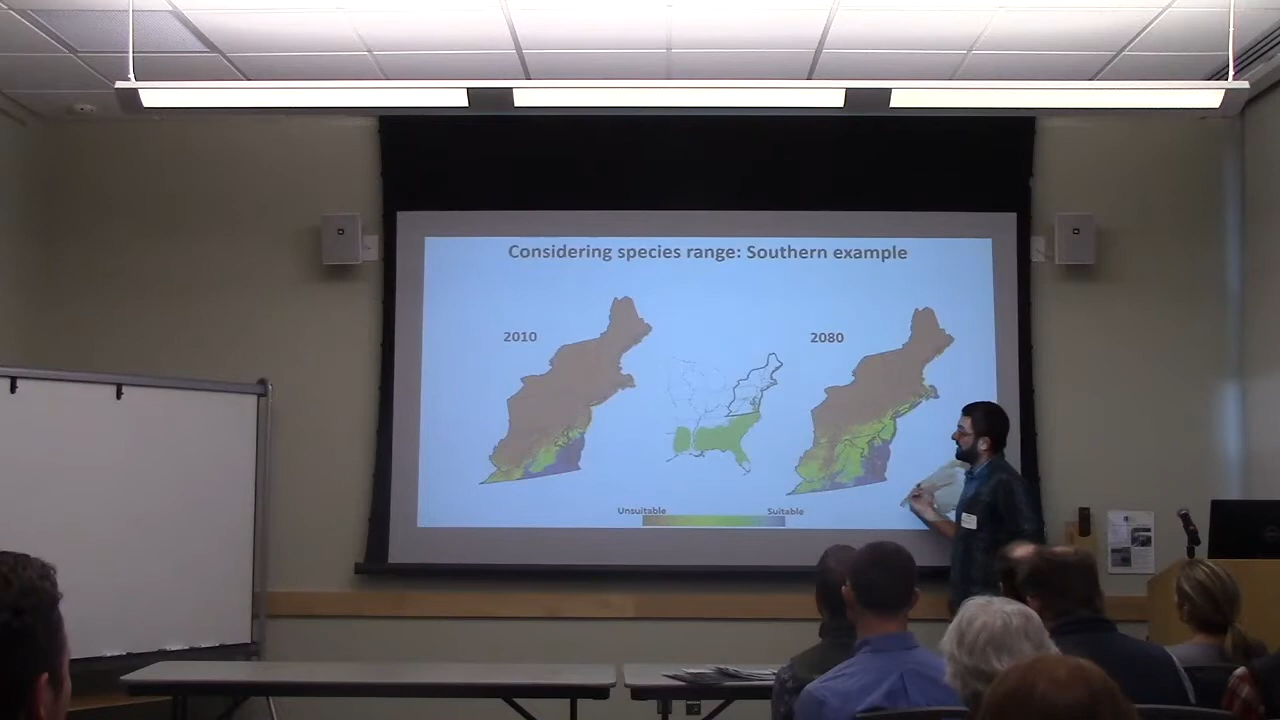 Considering species range: Southern example
2010
2080
Unsuitable
Suitable